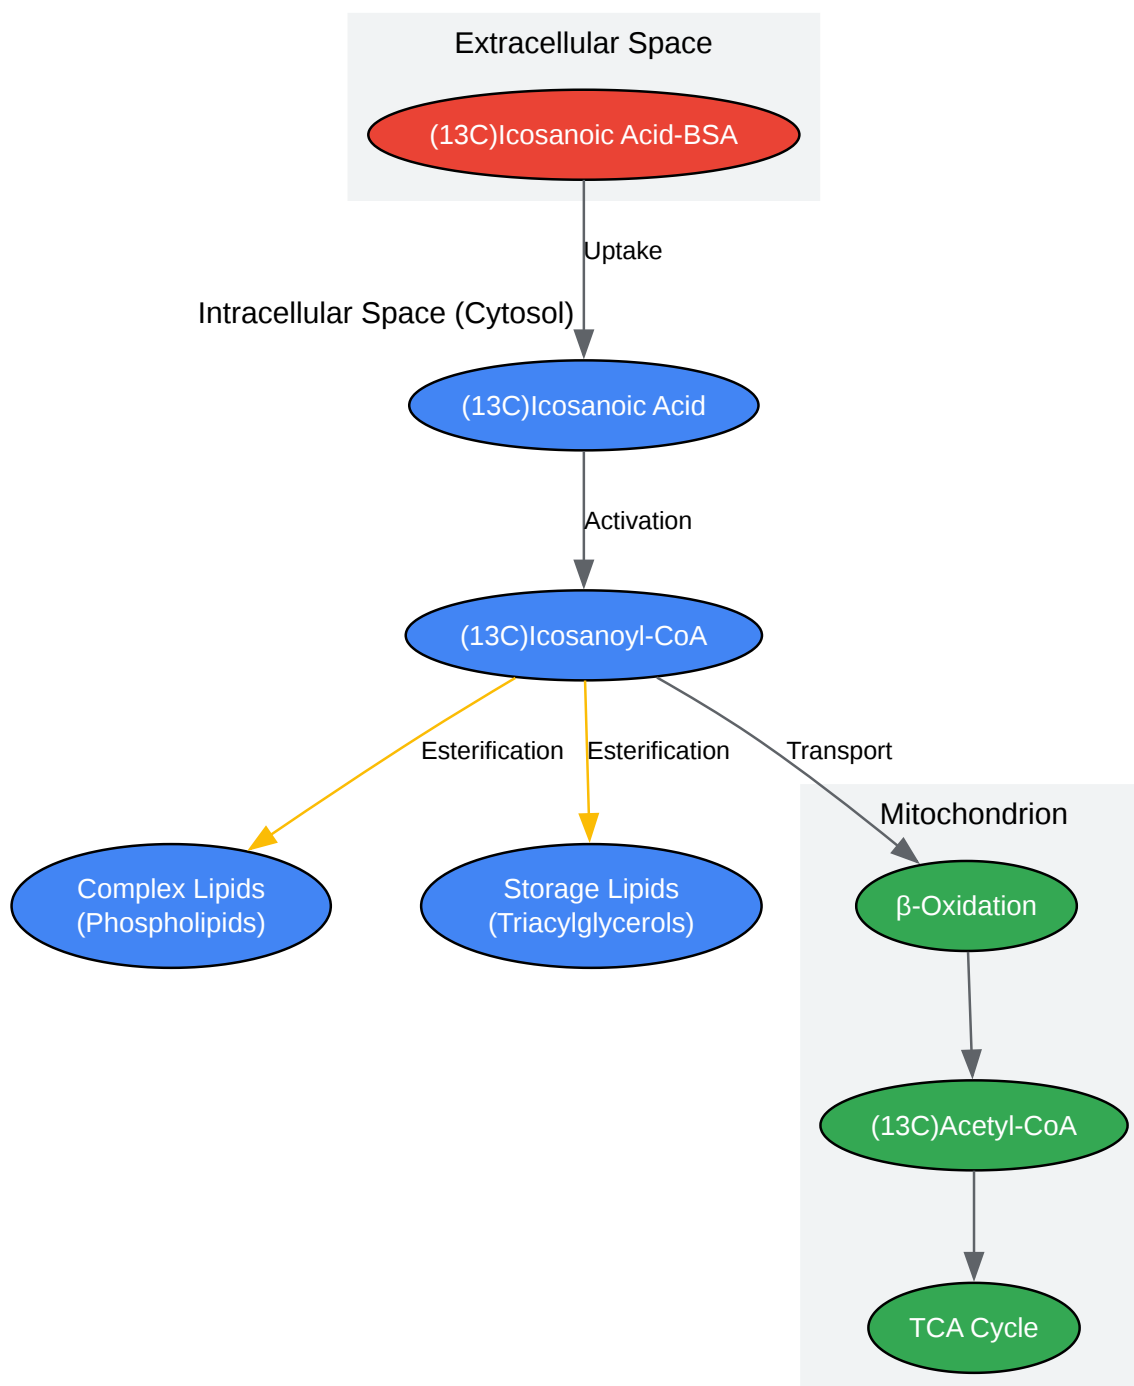 Extracellular Space
(13C)Icosanoic Acid-BSA
Uptake
Intracellular Space (Cytosol)
(13C)Icosanoic Acid
Activation
(13C)Icosanoyl-CoA
Esterification
Esterification
Transport
Mitochondrion
Complex Lipids
(Phospholipids)
Storage Lipids
(Triacylglycerols)
β-Oxidation
(13C)Acetyl-CoA
TCA Cycle